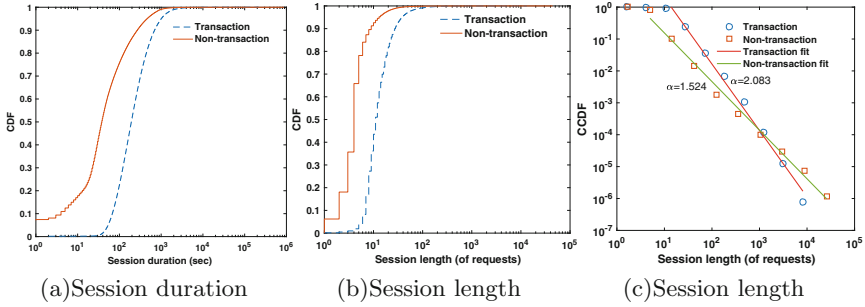 1
0.9
0.8
0.7
0.6
0.5
0.4
0.3
0.2
0.1
0
CDF
Transaction
Non-transaction
10^0 10^2 10^4 10^6
Session duration (sec)
(a)Session duration
1
0.9
0.8
0.7
0.6
0.5
0.4
0.3
0.2
0.1
0
CDF
Transaction
Non-transaction
10^0 10^1 10^2 10^3 10^4 10^5
Session length (of requests)
(b)Session length
10^0
10^-1
10^-2
10^-3
10^-4
10^-5
10^-6
10^-7
CCDF
Transaction
Non-transaction
Transaction fit
Non-transaction fit
α=1.524
α=2.083
10^0 10^1 10^2 10^3 10^4 10^5
Session length (of requests)
(c)Session length